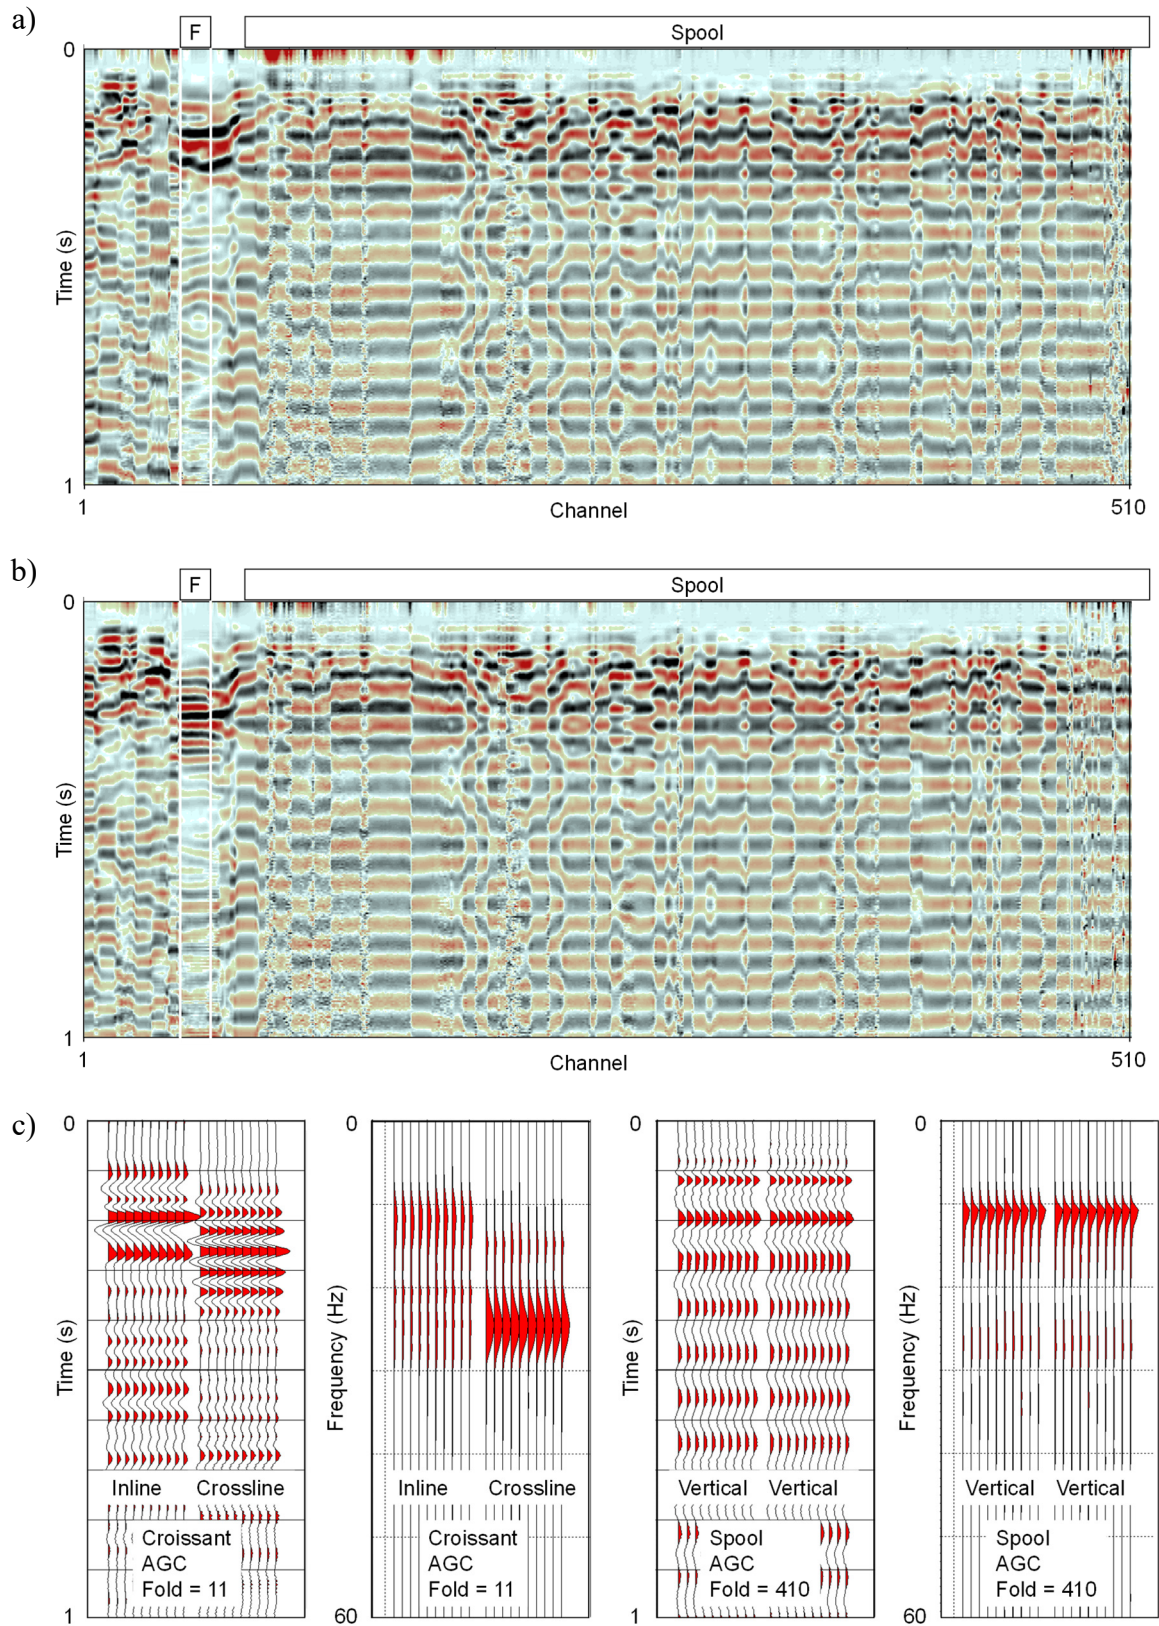 a)
F
Spool
0
Time (s)
1
1
510
Channel
b)
F
Spool
0
Time (s)
1
1
510
Channel
c)
0
Time (s)
1
Inline Crossline
Croissant
AGC
Fold = 11
0
Frequency (Hz)
60
Inline Crossline
Croissant
AGC
Fold = 11
0
Time (s)
1
Vertical Vertical
Spool
AGC
Fold = 410
0
Frequency (Hz)
60
Vertical Vertical
Spool
AGC
Fold = 410